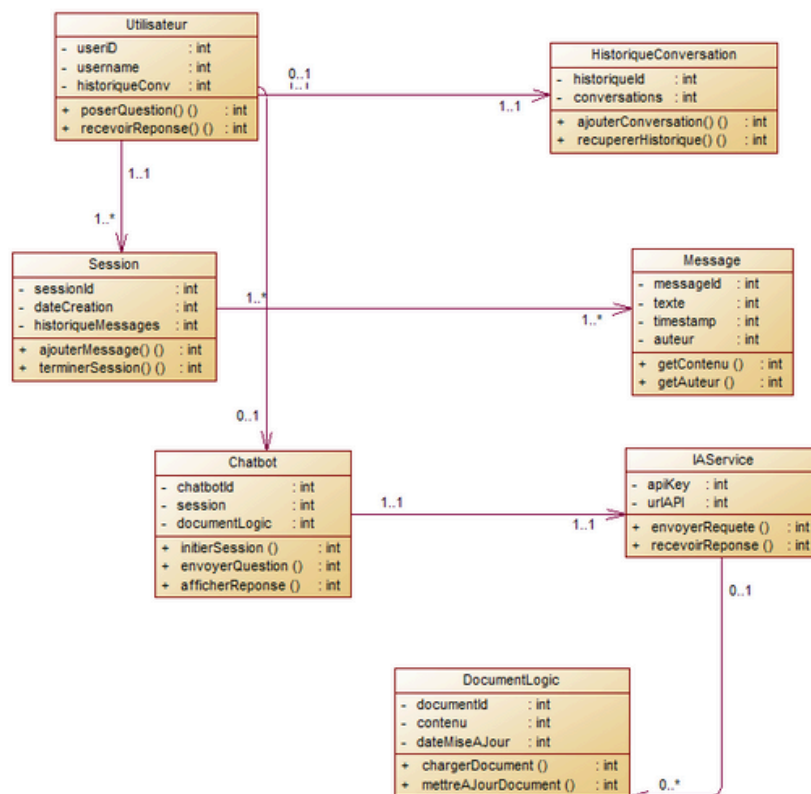 Utilisateur
- useriD : int
- username : int
- historiqueConv : int
+ poserQuestion() () : int
+ recevoirReponse() () : int
0..1
1..1
1..1
HistoriqueConversation
- historiqueId : int
- conversations : int
+ ajouterConversation() () : int
+ recupererHistorique() () : int
1..1
1..*
Session
- sessionId : int
- dateCreation : int
- historiqueMessages : int
+ ajouterMessage() () : int
+ terminerSession() () : int
1..*
1..*
Message
- messageId : int
- texte : int
- timestamp : int
- auteur : int
+ getContenu () : int
+ getAuteur () : int
0..1
Chatbot
- chatbotId : int
- session : int
- documentLogic : int
+ initierSession () : int
+ envoyerQuestion () : int
+ afficherReponse () : int
1..1
1..1
IAService
- apiKey : int
- urlAPI : int
+ envoyerRequete () : int
+ recevoirReponse () : int
0..1
DocumentLogic
- documentId : int
- contenu : int
- dateMiseAJour : int
+ chargerDocument () : int
+ mettreAJourDocument () : int
0..*